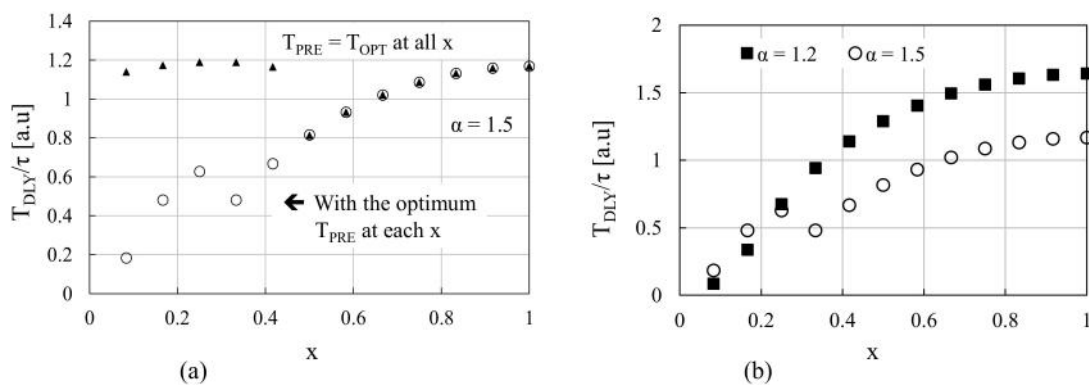 1.4
1.2
1
0.8
0.6
0.4
0.2
0
T_DLY/τ [a.u]
T_PRE = T_OPT at all x
α = 1.5
🡰 With the optimum
T_PRE at each x
0 0.2 0.4 0.6 0.8 1
x
(a)
2
1.5
1
0.5
0
T_DLY/τ [a.u]
■ α = 1.2 ○ α = 1.5
0 0.2 0.4 0.6 0.8 1
x
(b)